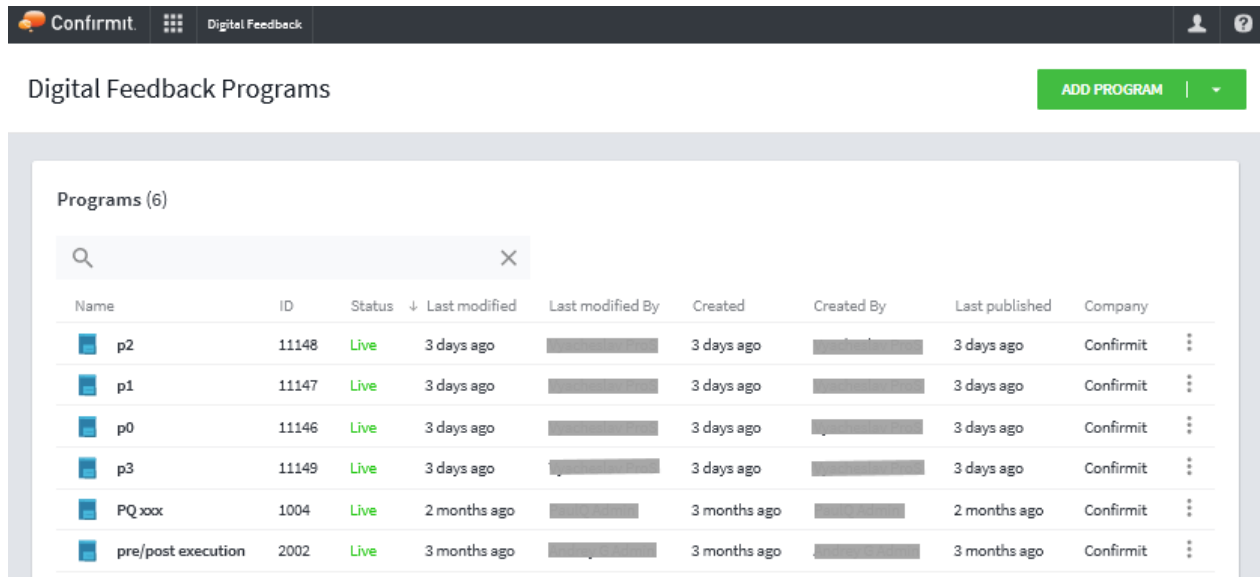 Confirmit. Digital Feedback
Digital Feedback Programs ADD PROGRAM
Programs (6)
Name ID Status ↓ Last modified Last modified By Created Created By Last published Company
p2 11148 Live 3 days ago 3 days ago 3 days ago Confirmit
p1 11147 Live 3 days ago 3 days ago 3 days ago Confirmit
p0 11146 Live 3 days ago 3 days ago 3 days ago Confirmit
p3 11149 Live 3 days ago 3 days ago 3 days ago Confirmit
PQ xxx 1004 Live 2 months ago 3 months ago 2 months ago Confirmit
pre/post execution 2002 Live 3 months ago 3 months ago 3 months ago Confirmit